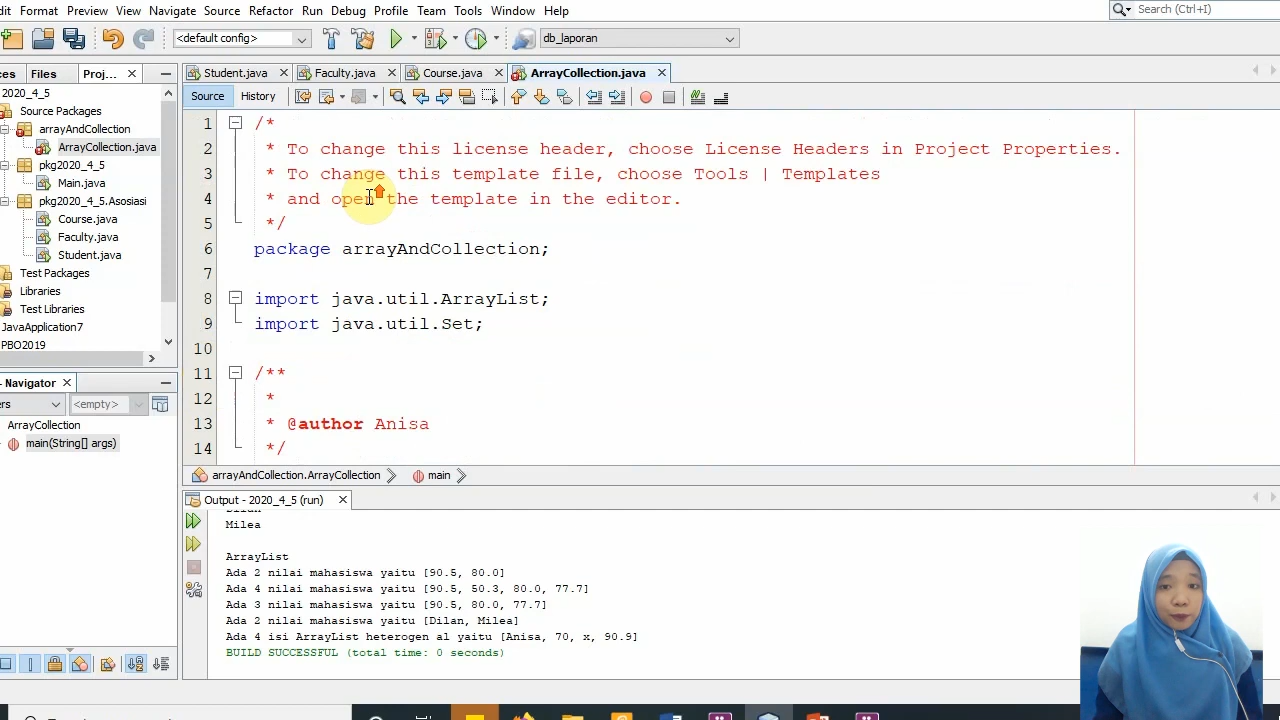 dit Format Preview View Navigate Source Refactor Run Debug Profile Team Tools Window Help
Search (Ctrl+I)
<default config>
db_laporan
ces Files Proj...
Student.java Faculty.java Course.java ArrayCollection.java
Source History
2020_4_5
Source Packages
arrayAndCollection
ArrayCollection.java
pkg2020_4_5
Main.java
pkg2020_4_5.Asosiasi
Course.java
Faculty.java
Student.java
Test Packages
Libraries
Test Libraries
JavaApplication7
PBO2019
- Navigator
ers <empty>
ArrayCollection
main(String[] args)
1 /*
2 * To change this license header, choose License Headers in Project Properties.
3 * To change this template file, choose Tools | Templates
4 * and open the template in the editor.
5 */
6 package arrayAndCollection;
7
8 import java.util.ArrayList;
9 import java.util.Set;
10
11 /**
12 *
13 * @author Anisa
14 */
arrayAndCollection.ArrayCollection main
Output - 2020_4_5 (run)
Dilan
Milea
ArrayList
Ada 2 nilai mahasiswa yaitu [90.5, 80.0]
Ada 4 nilai mahasiswa yaitu [90.5, 50.3, 80.0, 77.7]
Ada 3 nilai mahasiswa yaitu [90.5, 80.0, 77.7]
Ada 2 nilai mahasiswa yaitu [Dilan, Milea]
Ada 4 isi ArrayList heterogen al yaitu [Anisa, 70, x, 90.9]
BUILD SUCCESSFUL (total time: 0 seconds)